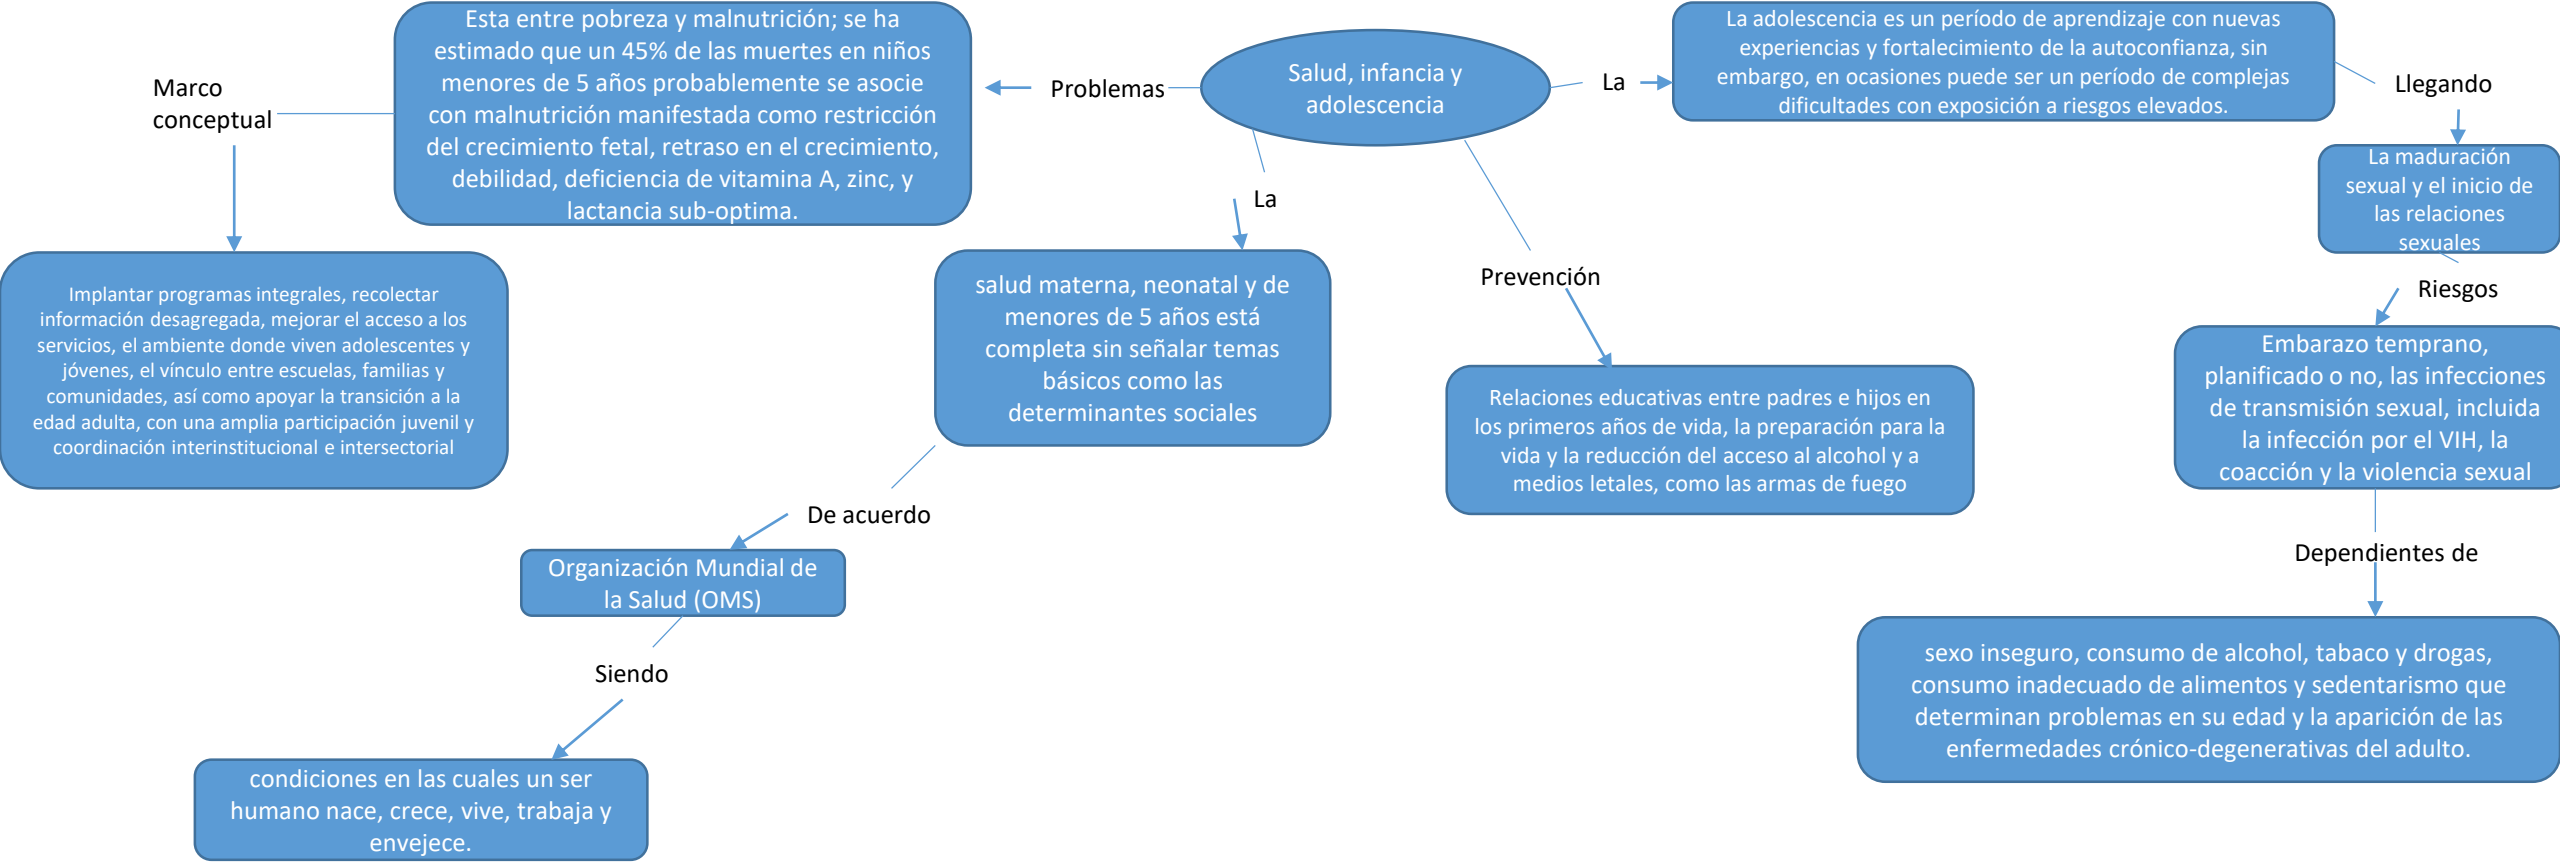 Esta entre pobreza y malnutrición; se ha
estimado que un 45% de las muertes en niños
menores de 5 años probablemente se asocie
con malnutrición manifestada como restricción
del crecimiento fetal, retraso en el crecimiento,
debilidad, deficiencia de vitamina A, zinc, y
lactancia sub-optima.
Marco
conceptual
Problemas
Salud, infancia y
adolescencia
La
La adolescencia es un período de aprendizaje con nuevas
experiencias y fortalecimiento de la autoconfianza, sin
embargo, en ocasiones puede ser un período de complejas
dificultades con exposición a riesgos elevados.
Llegando
La maduración
sexual y el inicio de
las relaciones
sexuales
La
Prevención
Riesgos
Implantar programas integrales, recolectar
información desagregada, mejorar el acceso a los
servicios, el ambiente donde viven adolescentes y
jóvenes, el vínculo entre escuelas, familias y
comunidades, así como apoyar la transición a la
edad adulta, con una amplia participación juvenil y
coordinación interinstitucional e intersectorial
salud materna, neonatal y de
menores de 5 años está
completa sin señalar temas
básicos como las
determinantes sociales
Relaciones educativas entre padres e hijos en
los primeros años de vida, la preparación para la
vida y la reducción del acceso al alcohol y a
medios letales, como las armas de fuego
Embarazo temprano,
planificado o no, las infecciones
de transmisión sexual, incluida
la infección por el VIH, la
coacción y la violencia sexual
De acuerdo
Organización Mundial de
la Salud (OMS)
Dependientes de
Siendo
sexo inseguro, consumo de alcohol, tabaco y drogas,
consumo inadecuado de alimentos y sedentarismo que
determinan problemas en su edad y la aparición de las
enfermedades crónico-degenerativas del adulto.
condiciones en las cuales un ser
humano nace, crece, vive, trabaja y
envejece.